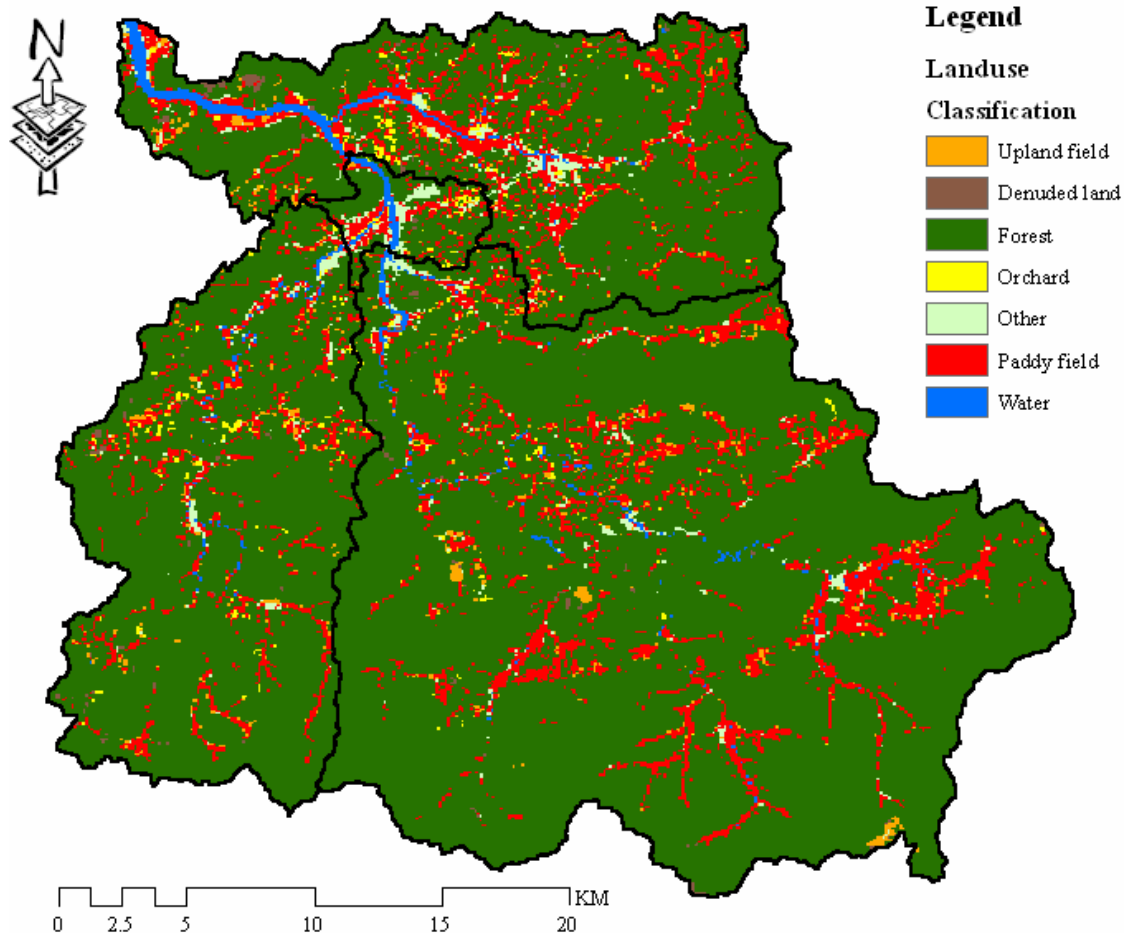 N
Legend
Landuse
Classification
Upland field
Denuded land
Forest
Orchard
Other
Paddy field
Water
KM
0 2.5 5 10 15 20